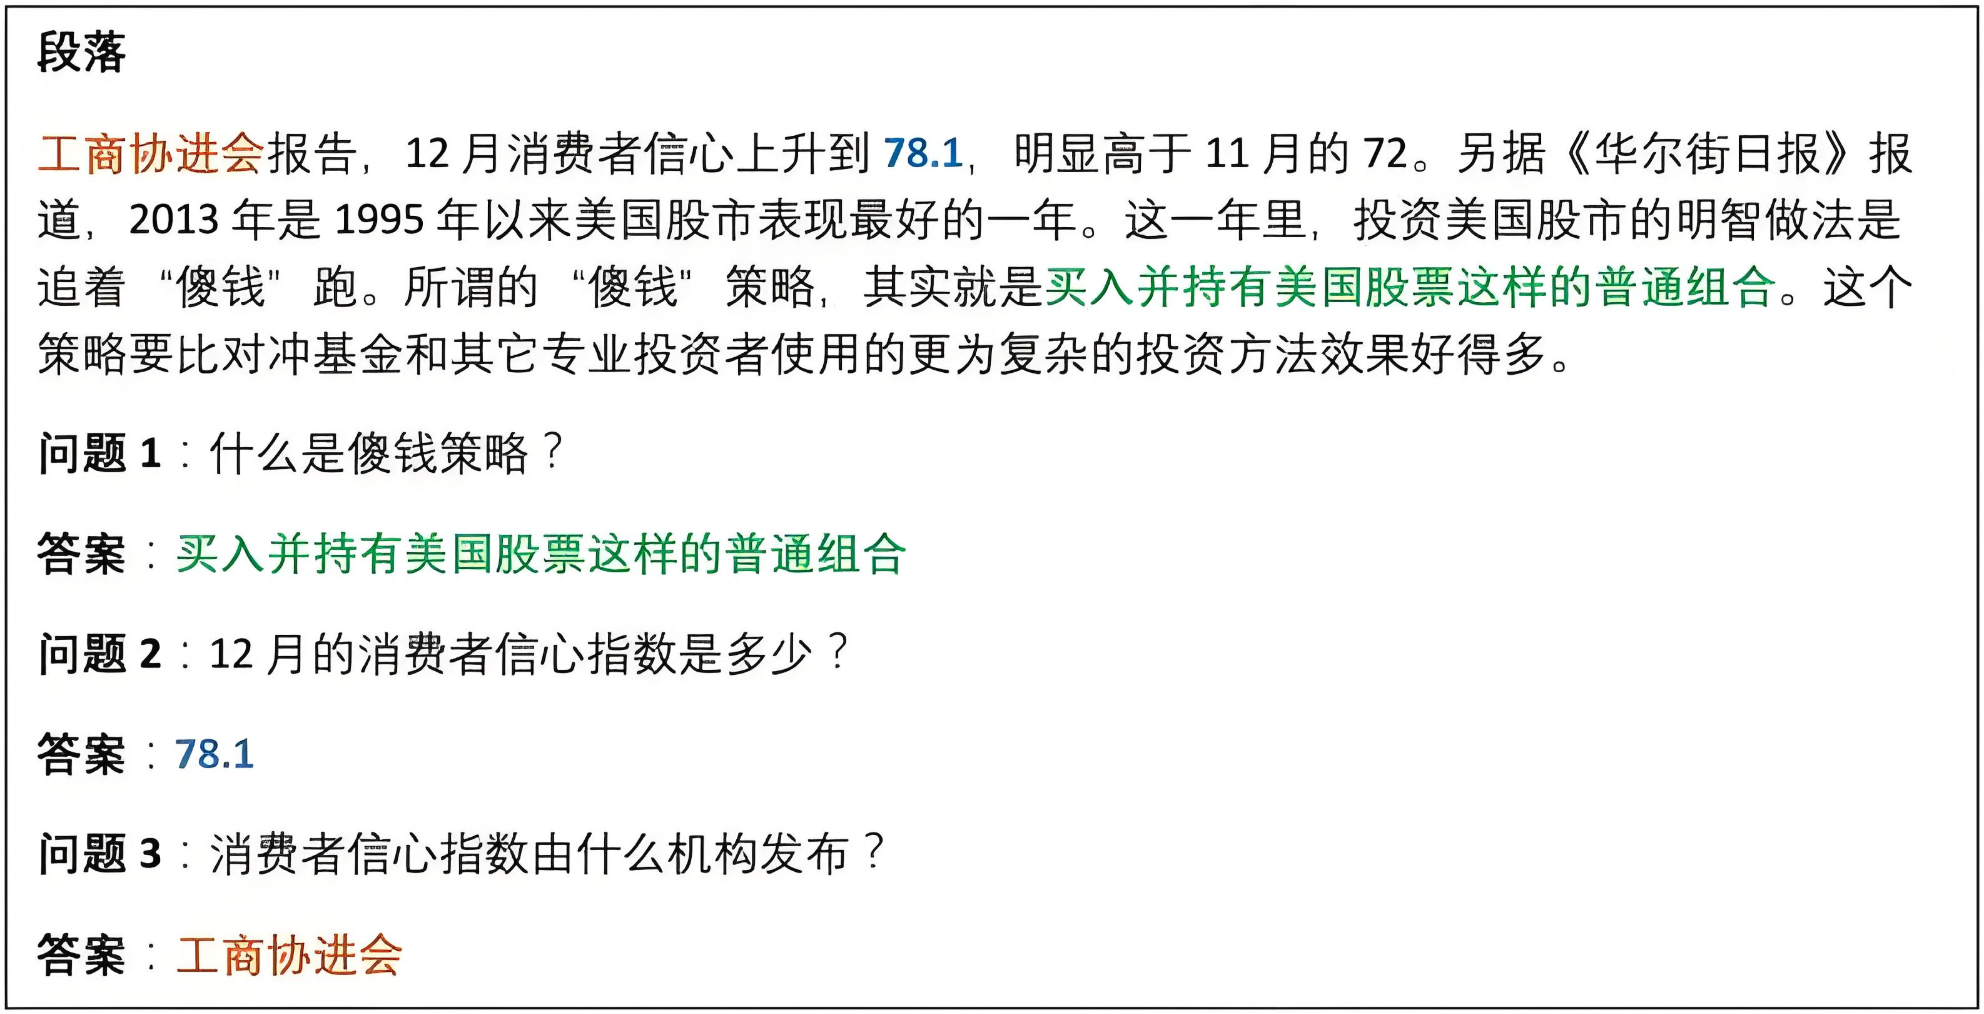 段落
工商协进会报告，12 月消费者信心上升到 78.1，明显高于 11 月的 72。另据《华尔街日报》报
道，2013 年是 1995 年以来美国股市表现最好的一年。这一年里，投资美国股市的明智做法是
追着“傻钱”跑。所谓的“傻钱”策略，其实就是买入并持有美国股票这样的普通组合。这个
策略要比对冲基金和其它专业投资者使用的更为复杂的投资方法效果好得多。
问题 1：什么是傻钱策略？
答案：买入并持有美国股票这样的普通组合
问题 2：12 月的消费者信心指数是多少？
答案：78.1
问题 3：消费者信心指数由什么机构发布？
答案：工商协进会